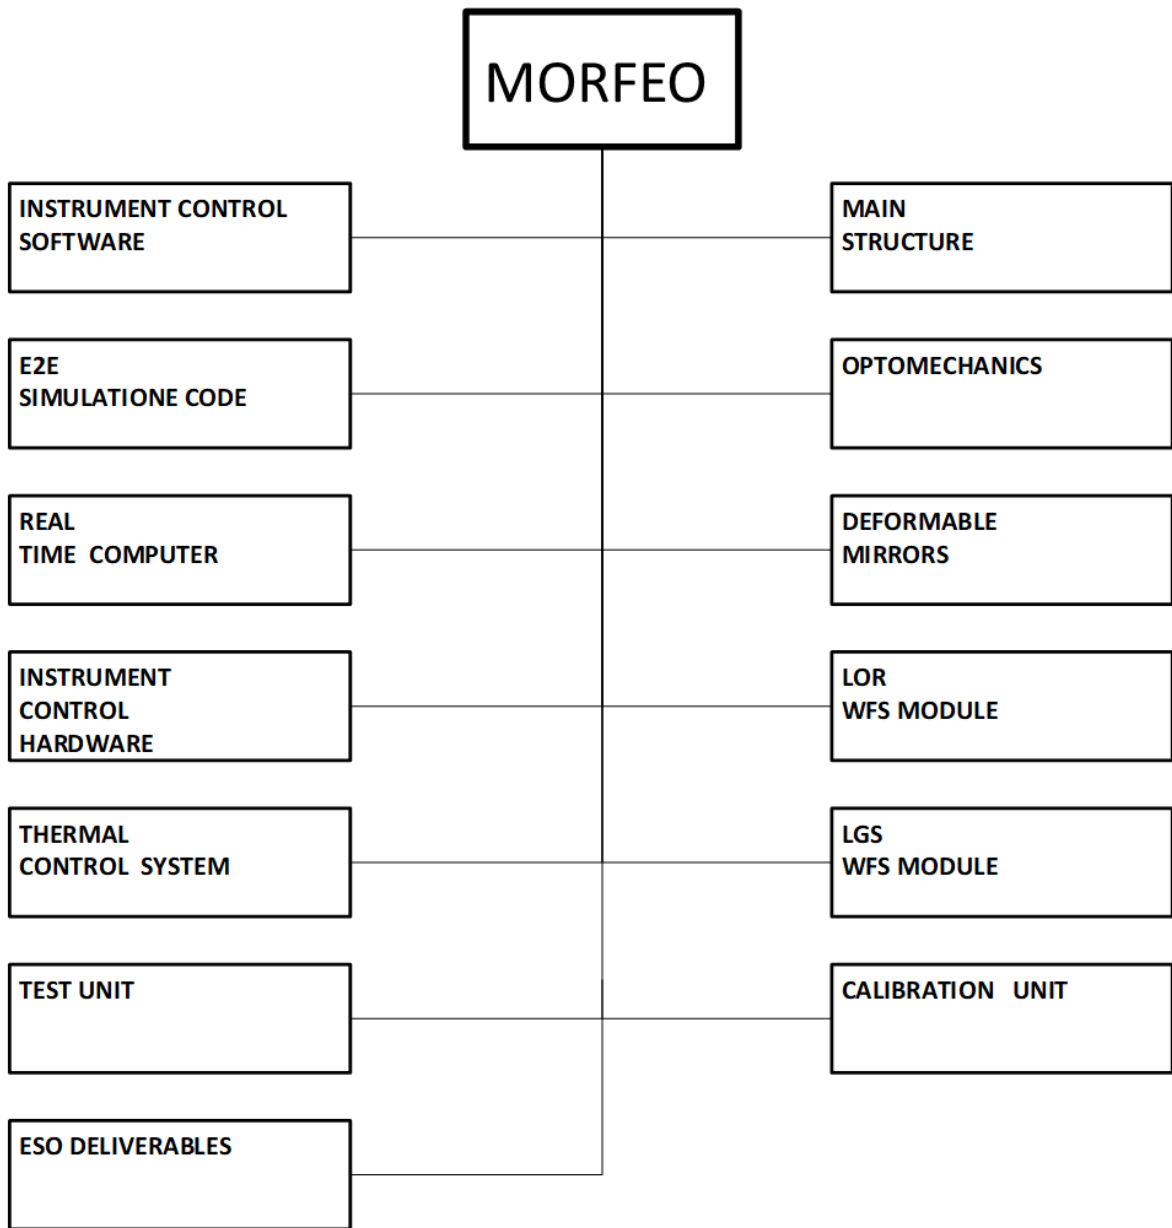 MORFEO
INSTRUMENT CONTROL
SOFTWARE
MAIN
STRUCTURE
E2E
SIMULATIONE CODE
OPTOMECHANICS
REAL
TIME COMPUTER
DEFORMABLE
MIRRORS
INSTRUMENT
CONTROL
HARDWARE
LOR
WFS MODULE
THERMAL
CONTROL SYSTEM
LGS
WFS MODULE
TEST UNIT
CALIBRATION UNIT
ESO DELIVERABLES